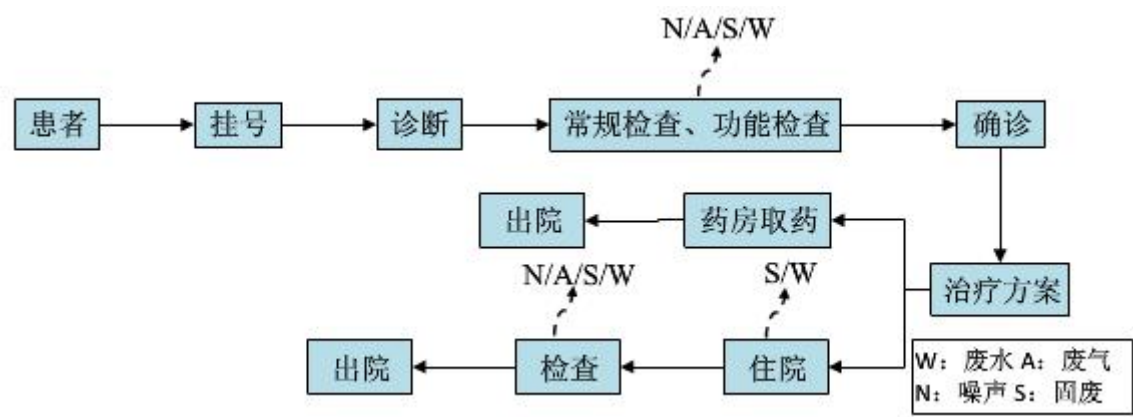 N/A/S/W
患者
挂号
诊断
常规检查、功能检查
确诊
出院
药房取药
N/A/S/W
S/W
治疗方案
出院
检查
住院
W：废水 A：废气
N：噪声 S：固废